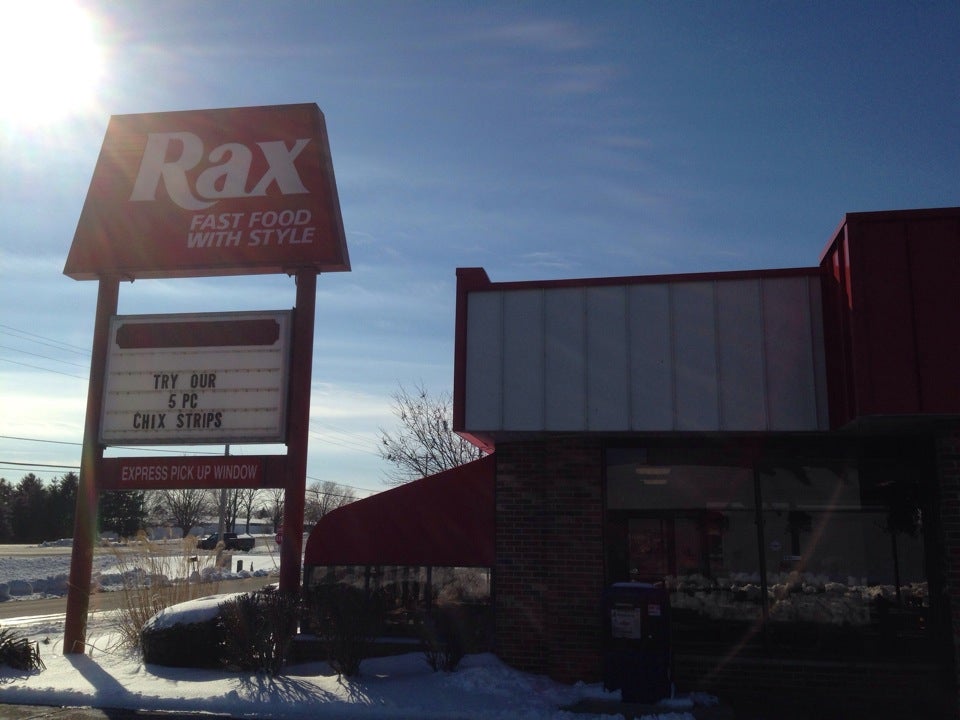 Rax
FAST FOOD
WITH STYLE
TRY OUR
5 PC
CHIX STRIPS
EXPRESS PICK UP WINDOW